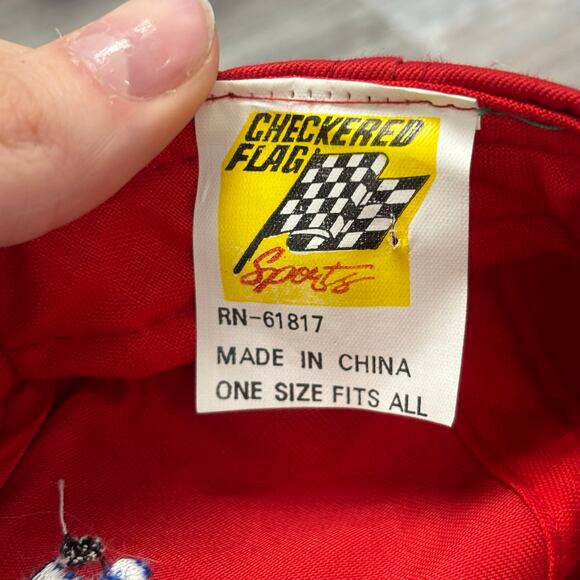 CHECKERED
FLAG
Sports
RN-61817
MADE IN CHINA
ONE SIZE FITS ALL